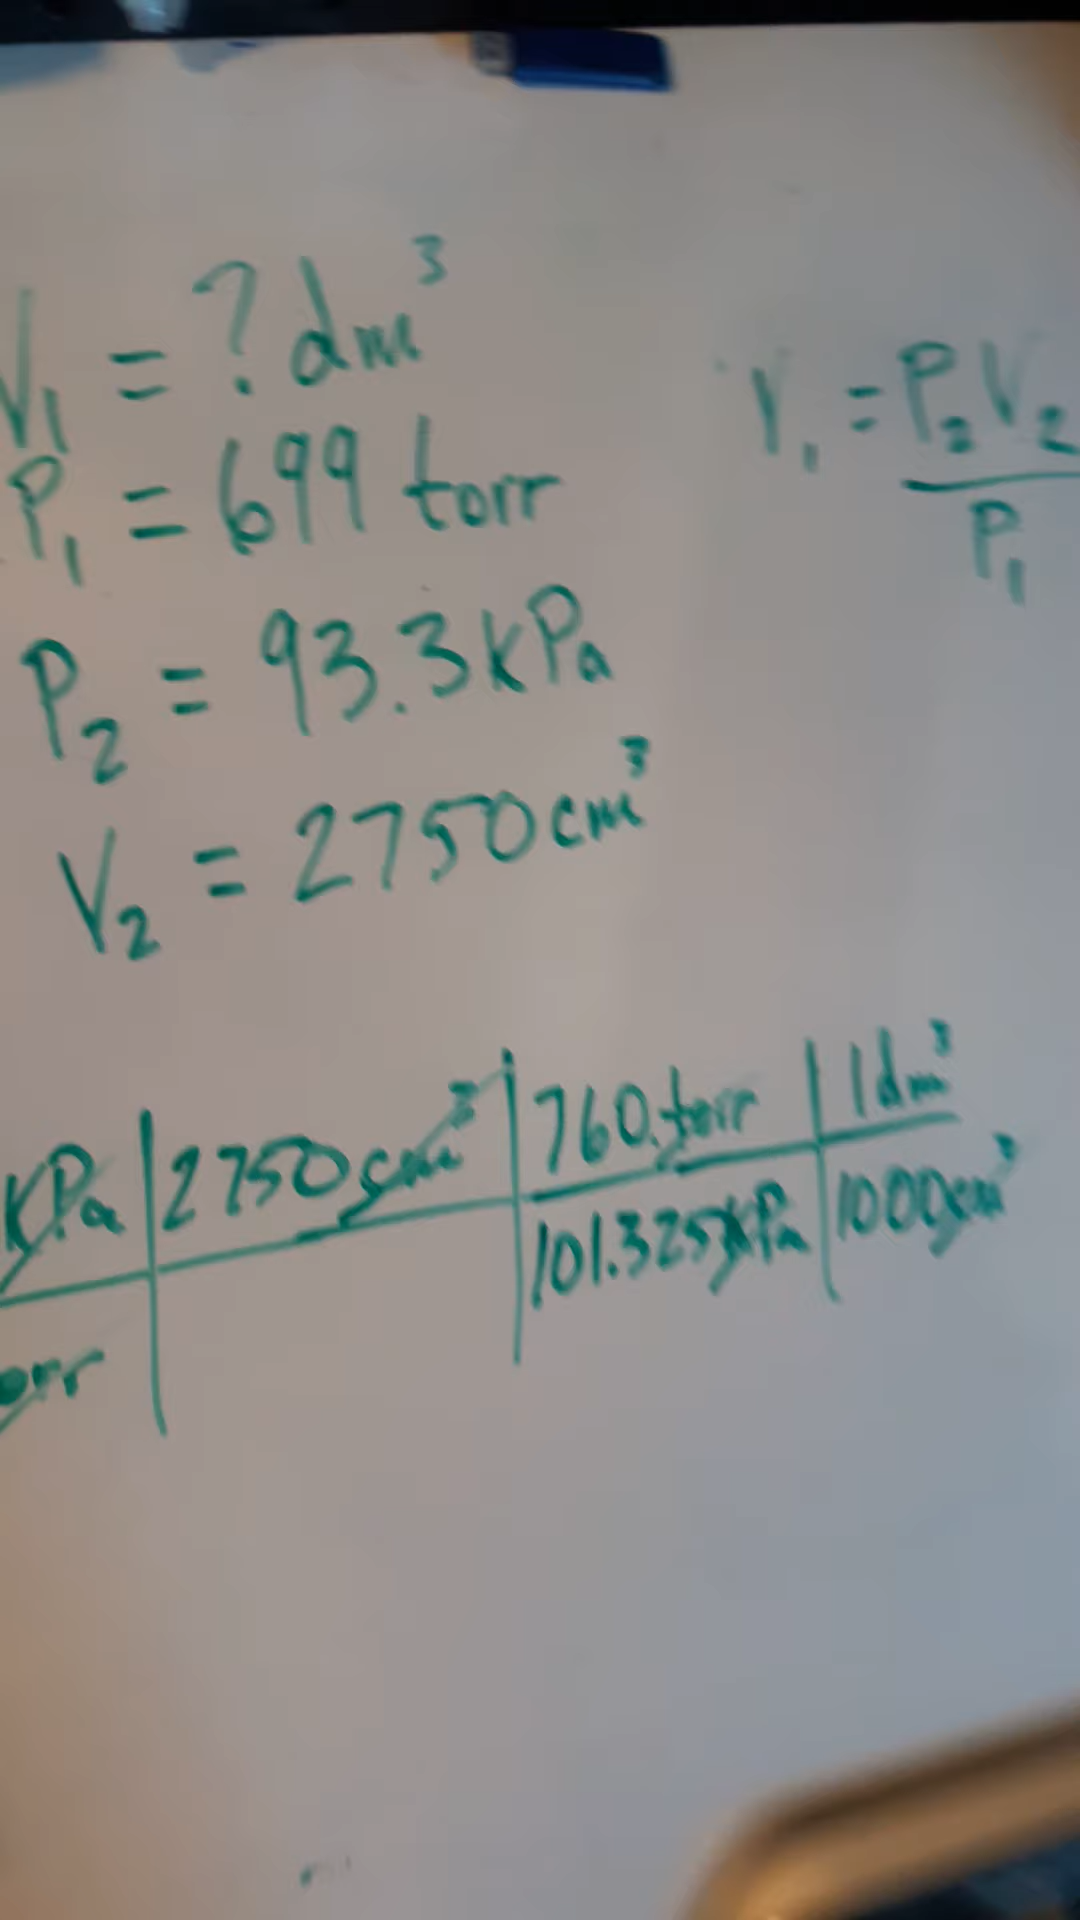 V₁ = ? dm³
P₁ = 699 torr
V₁ = P₂V₂
P₁
P₂ = 93.3 kPa
V₂ = 2750 cm³
kPa 2750 cm³ 760 torr 1 dm³
orr 101.325 kPa 1000 cm³